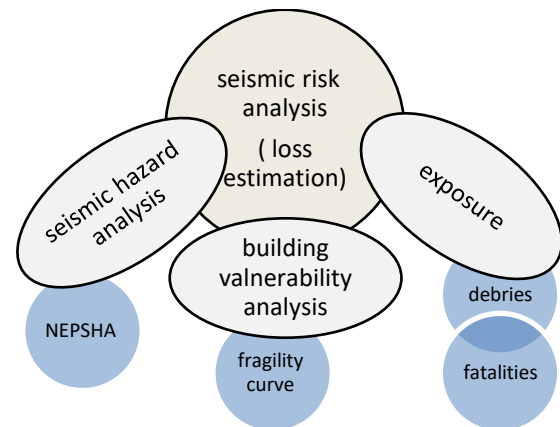 seismic risk
analysis
( loss
estimation)
seismic hazard
analysis
exposure
building
valnerability
analysis
NEPSHA
fragility
curve
debries
fatalities